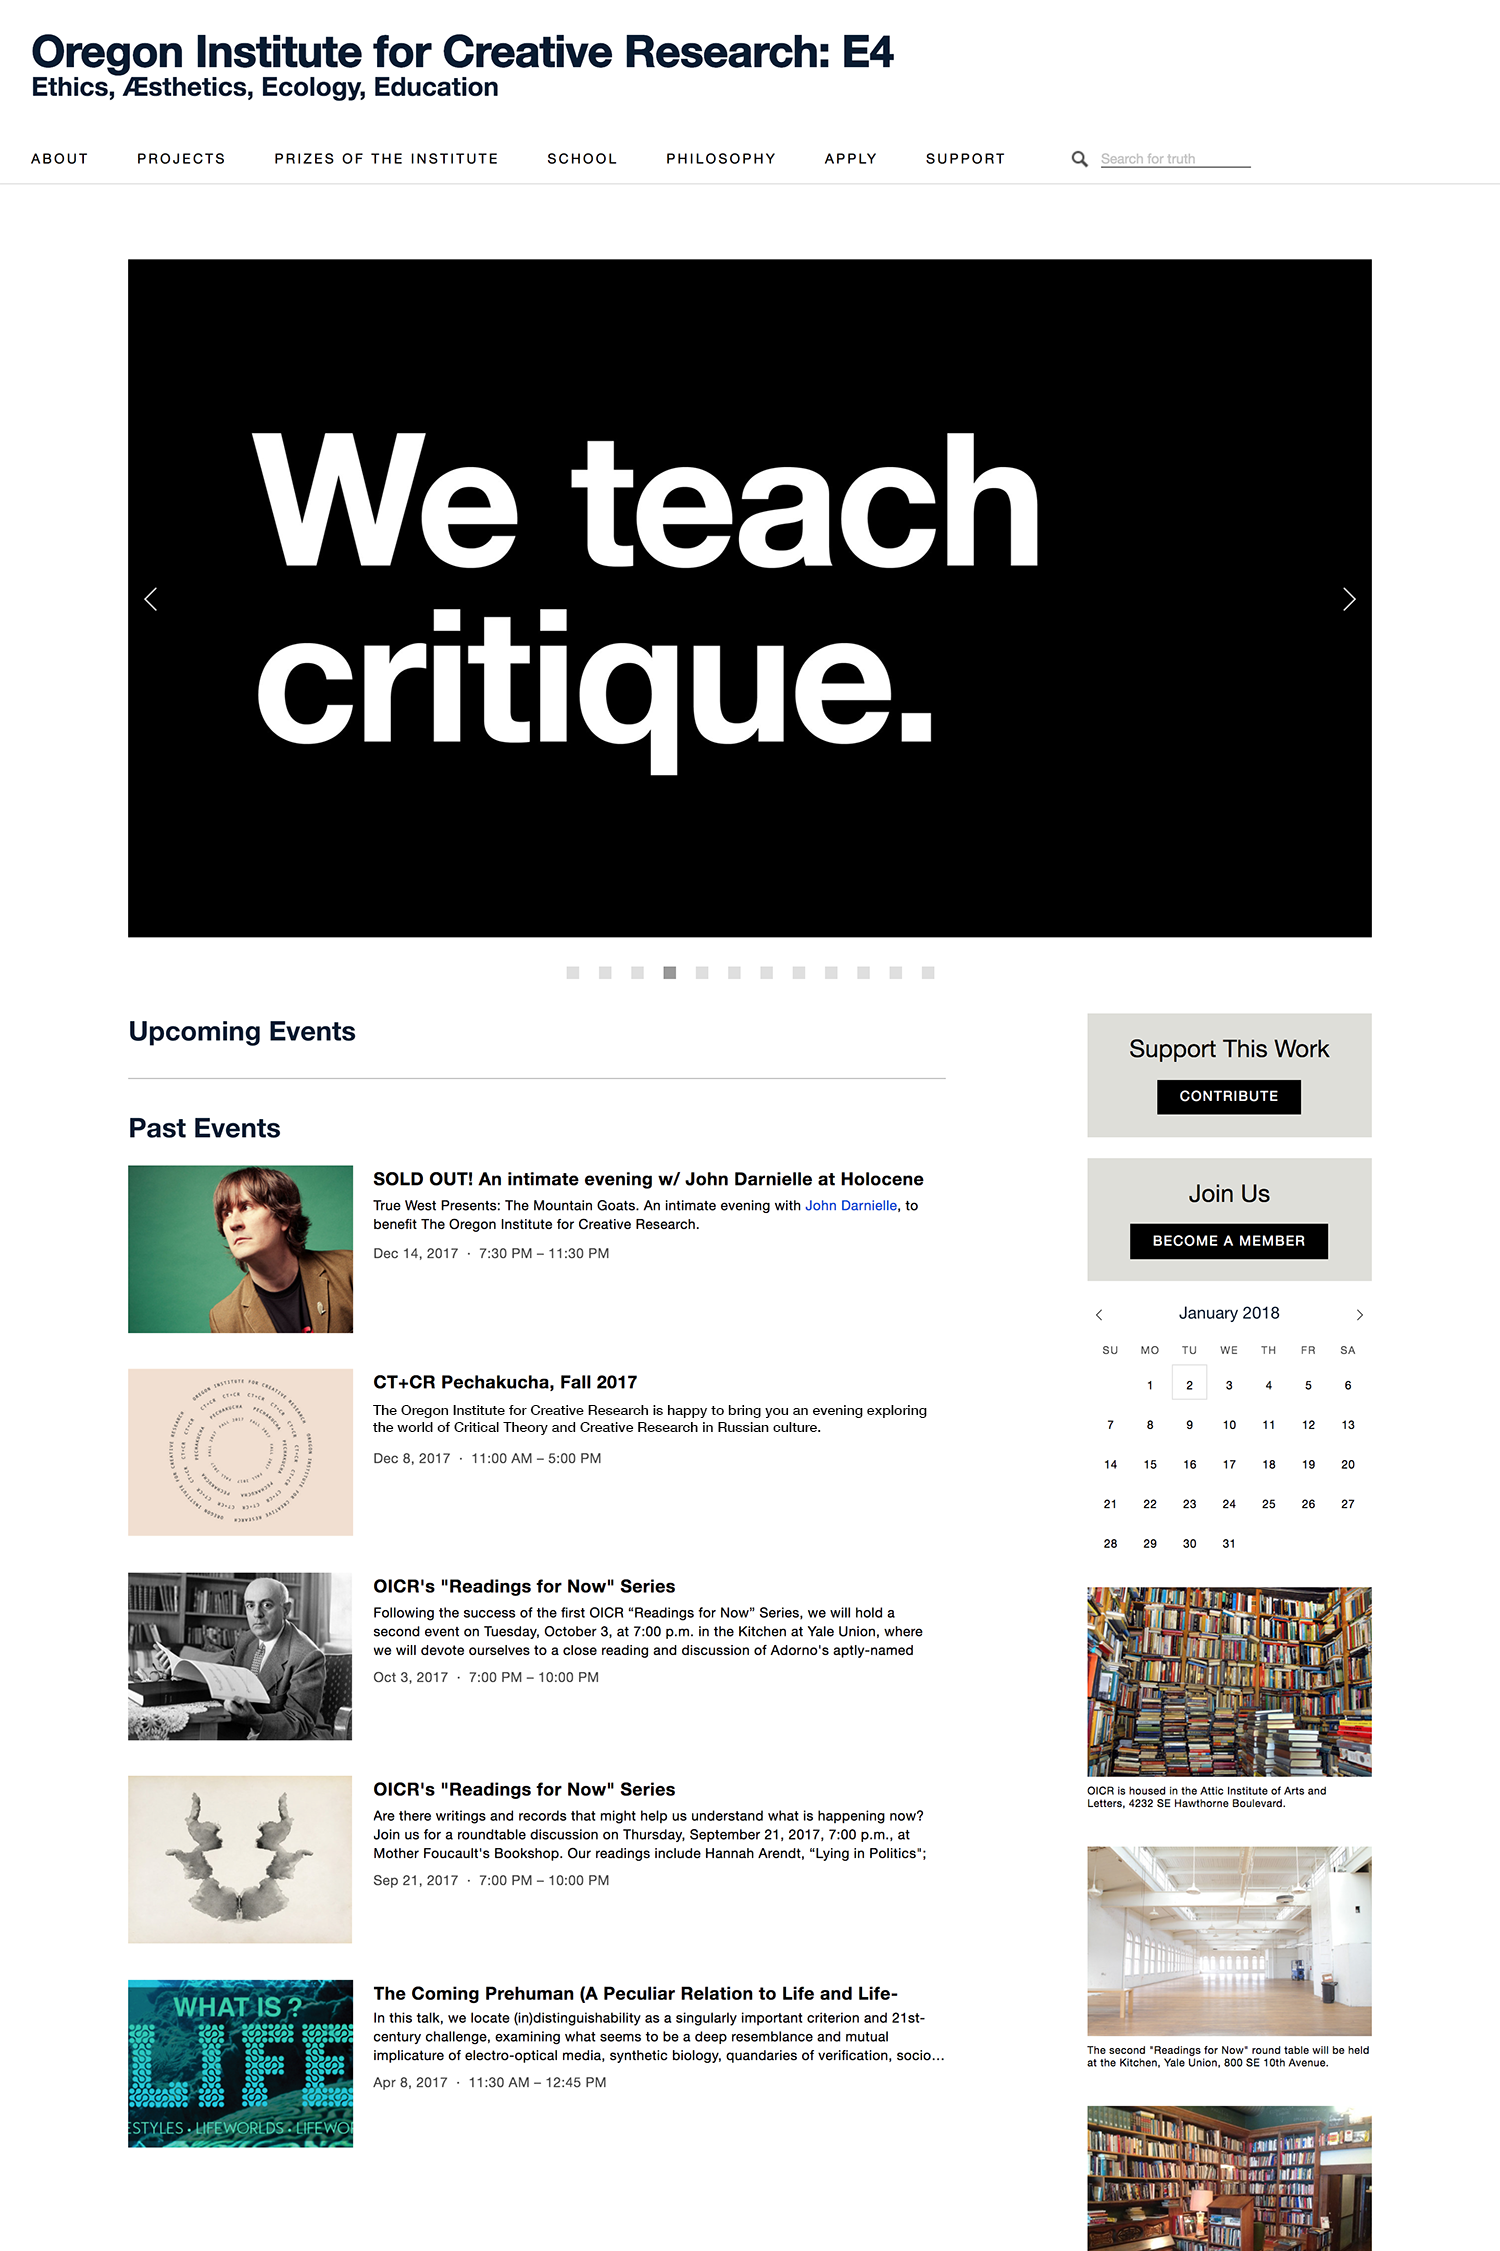 Oregon Institute for Creative Research: E4
Ethics, Æsthetics, Ecology, Education
ABOUT PROJECTS PRIZES OF THE INSTITUTE SCHOOL PHILOSOPHY APPLY SUPPORT Search for truth
We teach
critique.
Upcoming Events
Past Events
SOLD OUT! An intimate evening w/ John Darnielle at Holocene
True West Presents: The Mountain Goats. An intimate evening with John Darnielle, to
benefit The Oregon Institute for Creative Research.
Dec 14, 2017 · 7:30 PM – 11:30 PM
CT+CR Pechakucha, Fall 2017
The Oregon Institute for Creative Research is happy to bring you an evening exploring
the world of Critical Theory and Creative Research in Russian culture.
Dec 8, 2017 · 11:00 AM – 5:00 PM
OICR's "Readings for Now" Series
Following the success of the first OICR “Readings for Now” Series, we will hold a
second event on Tuesday, October 3, at 7:00 p.m. in the Kitchen at Yale Union, where
we will devote ourselves to a close reading and discussion of Adorno's aptly-named
Oct 3, 2017 · 7:00 PM – 10:00 PM
OICR's "Readings for Now" Series
Are there writings and records that might help us understand what is happening now?
Join us for a roundtable discussion on Thursday, September 21, 2017, 7:00 p.m., at
Mother Foucault's Bookshop. Our readings include Hannah Arendt, “Lying in Politics";
Sep 21, 2017 · 7:00 PM – 10:00 PM
WHAT IS ?
LIFE
ESTYLES • LIFEWORLDS • LIFEWO
The Coming Prehuman (A Peculiar Relation to Life and Life-
In this talk, we locate (in)distinguishability as a singularly important criterion and 21st-
century challenge, examining what seems to be a deep resemblance and mutual
implicature of electro-optical media, synthetic biology, quandaries of verification, socio...
Apr 8, 2017 · 11:30 AM – 12:45 PM
Support This Work
CONTRIBUTE
Join Us
BECOME A MEMBER
January 2018
SU MO TU WE TH FR SA
1 2 3 4 5 6
7 8 9 10 11 12 13
14 15 16 17 18 19 20
21 22 23 24 25 26 27
28 29 30 31
OICR is housed in the Attic Institute of Arts and
Letters, 4232 SE Hawthorne Boulevard.
The second "Readings for Now" round table will be held
at the Kitchen, Yale Union, 800 SE 10th Avenue.